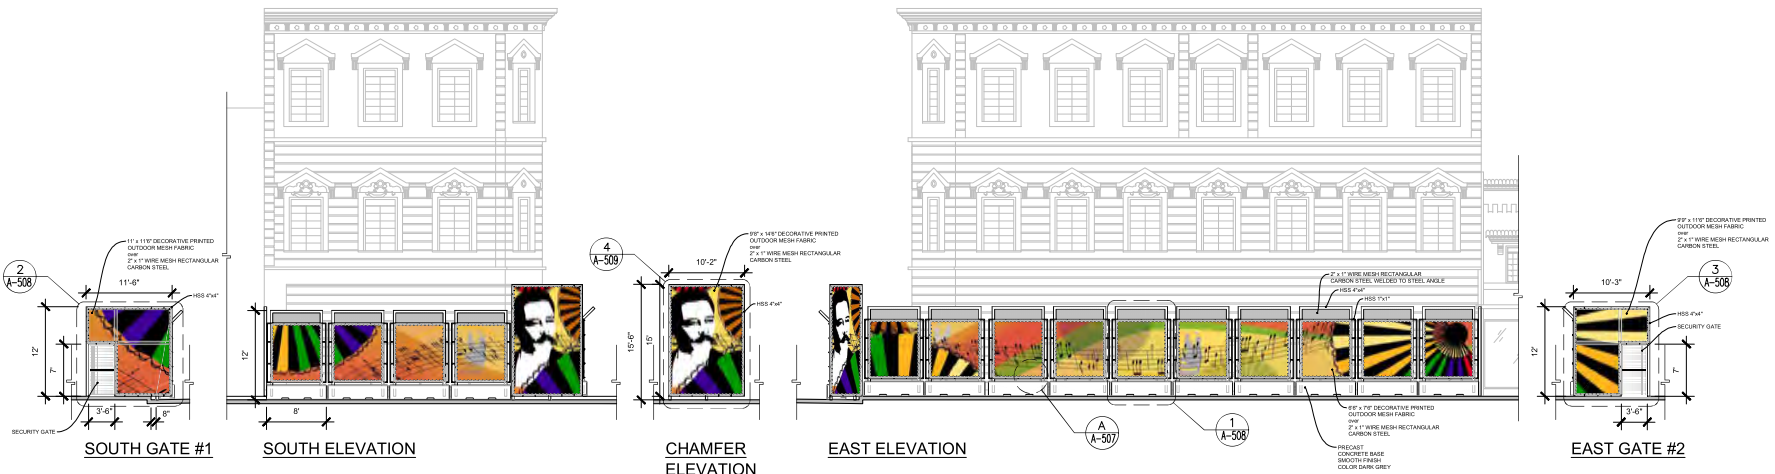 2
A-508
11' x 11'6" DECORATIVE PRINTED
OUTDOOR MESH FABRIC
over
2" x 1" WIRE MESH RECTANGULAR
CARBON STEEL
11'-6"
HSS 4"x4"
12'
7'
3'-6"
8"
SECURITY GATE
SOUTH GATE #1
12'
8'
SOUTH ELEVATION
4
A-509
9'8" x 14'6" DECORATIVE PRINTED
OUTDOOR MESH FABRIC
over
2" x 1" WIRE MESH RECTANGULAR
CARBON STEEL
10'-2"
HSS 4"x4"
15'-6"
15'
CHAMFER
ELEVATION
2" x 1" WIRE MESH RECTANGULAR
CARBON STEEL WELDED TO STEEL ANGLE
HSS 4"x4"
HSS 1"x1"
A
A-507
1
A-508
6'6" x 7'6" DECORATIVE PRINTED
OUTDOOR MESH FABRIC
over
2" x 1" WIRE MESH RECTANGULAR
CARBON STEEL
PRECAST
CONCRETE BASE
SMOOTH FINISH
COLOR DARK GREY
EAST ELEVATION
9'9" x 11'6" DECORATIVE PRINTED
OUTDOOR MESH FABRIC
over
2" x 1" WIRE MESH RECTANGULAR
CARBON STEEL
3
A-508
10'-3"
HSS 4"x4"
SECURITY GATE
12'
7'
3'-6"
EAST GATE #2